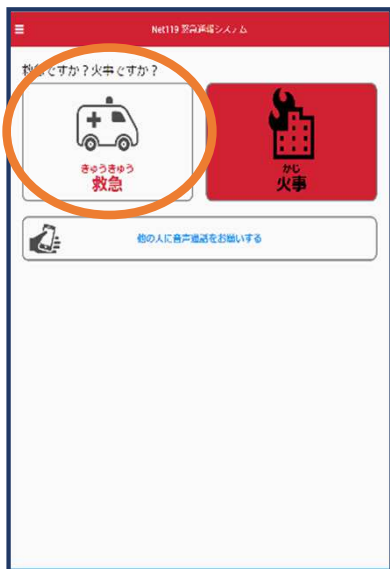 Net119 緊急通報システム
救急ですか？火事ですか？
きゅうきゅう
救急
かじ
火事
他の人に音声通話をお願いする